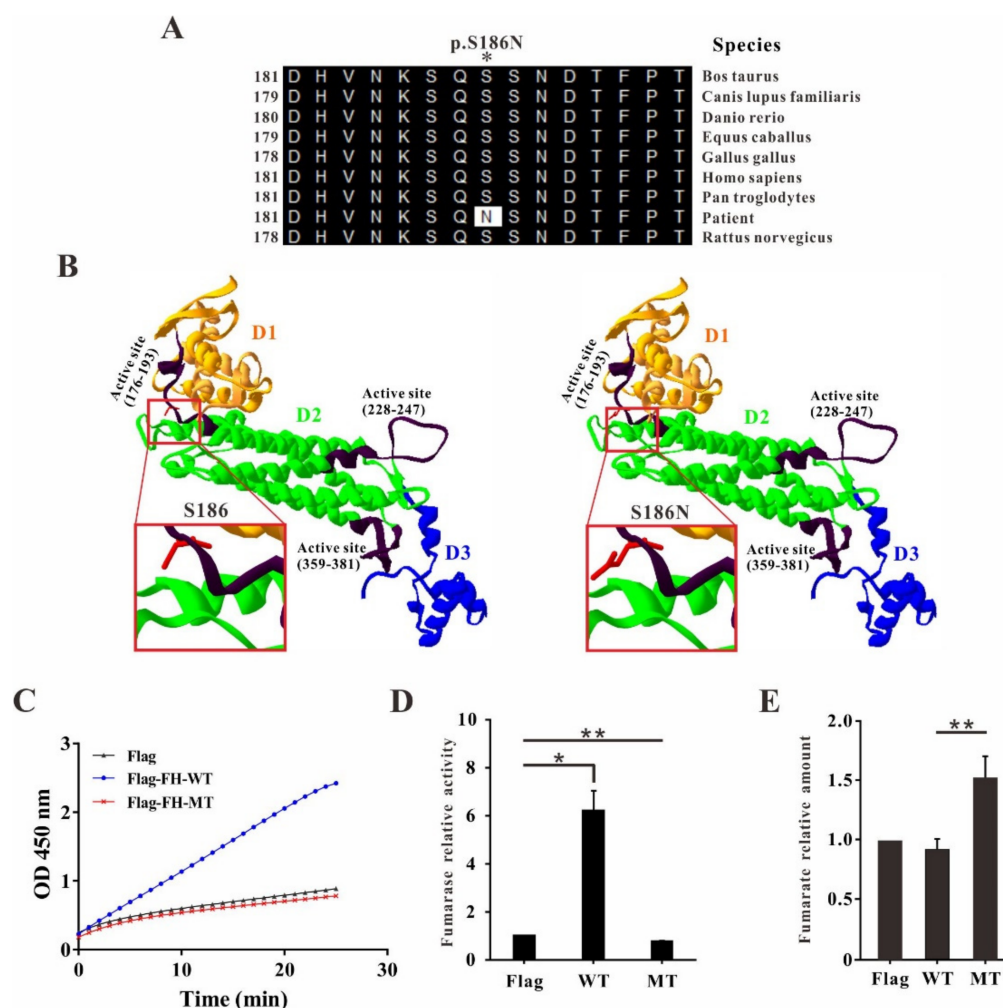 A
p.S186N
*
Species
181 D H V N K S Q S S N D T F P T Bos taurus
179 D H V N K S Q S S N D T F P T Canis lupus familiaris
180 D H V N K S Q S S N D T F P T Danio rerio
179 D H V N K S Q S S N D T F P T Equus caballus
178 D H V N K S Q S S N D T F P T Gallus gallus
181 D H V N K S Q S S N D T F P T Homo sapiens
181 D H V N K S Q S S N D T F P T Pan troglodytes
181 D H V N K S Q N S N D T F P T Patient
178 D H V N K S Q S S N D T F P T Rattus norvegicus
B
D1
Active site
(176-193)
Active site
(228-247)
D2
S186
Active site
(359-381)
D3
D1
Active site
(176-193)
Active site
(228-247)
D2
S186N
Active site
(359-381)
D3
C
Flag
Flag-FH-WT
Flag-FH-MT
OD 450 nm
3
2
1
0
0 10 20 30
Time (min)
D
Fumarase relative activity
10
8
6
4
2
0
**
*
Flag WT MT
E
Fumarate relative amount
2.0
1.5
1.0
0.5
0.0
**
Flag WT MT